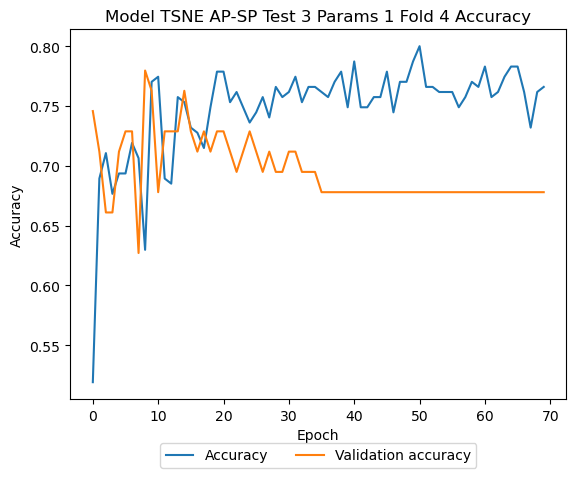 Model TSNE AP-SP Test 3 Params 1 Fold 4 Accuracy
0.80
0.75
0.70
0.65
0.60
0.55
Accuracy
0 10 20 30 40 50 60 70
Epoch
Accuracy Validation accuracy